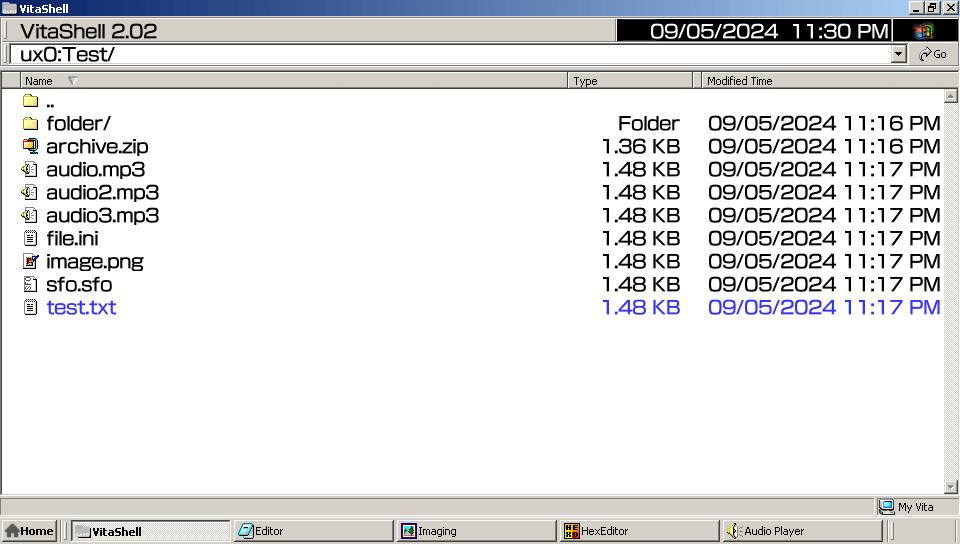 VitaShell
VitaShell 2.02 09/05/2024 11:30 PM
ux0:Test/ Go
Name Type Modified Time
..
folder/ Folder 09/05/2024 11:16 PM
archive.zip 1.36 KB 09/05/2024 11:16 PM
audio.mp3 1.48 KB 09/05/2024 11:17 PM
audio2.mp3 1.48 KB 09/05/2024 11:17 PM
audio3.mp3 1.48 KB 09/05/2024 11:17 PM
file.ini 1.48 KB 09/05/2024 11:17 PM
image.png 1.48 KB 09/05/2024 11:17 PM
sfo.sfo 1.48 KB 09/05/2024 11:17 PM
test.txt 1.48 KB 09/05/2024 11:17 PM
My Vita
Home VitaShell Editor Imaging HexEditor Audio Player